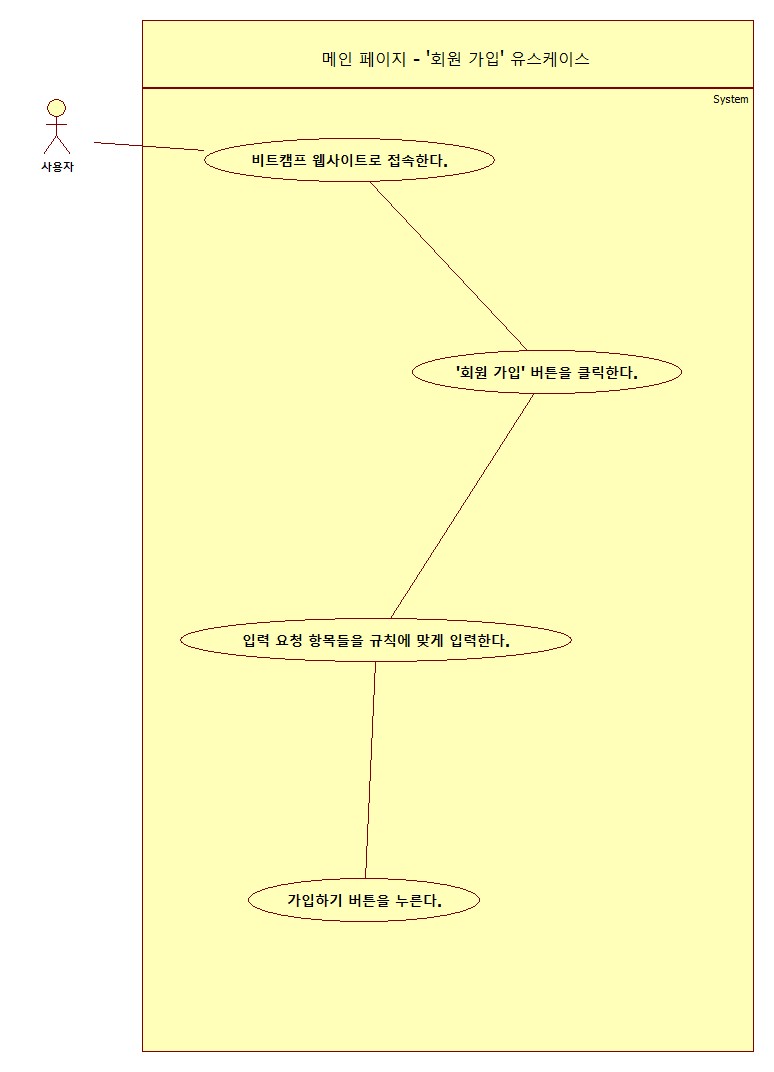 메인 페이지 - '회원 가입' 유스케이스
System
사용자
비트캠프 웹사이트로 접속한다.
'회원 가입' 버튼을 클릭한다.
입력 요청 항목들을 규칙에 맞게 입력한다.
가입하기 버튼을 누른다.